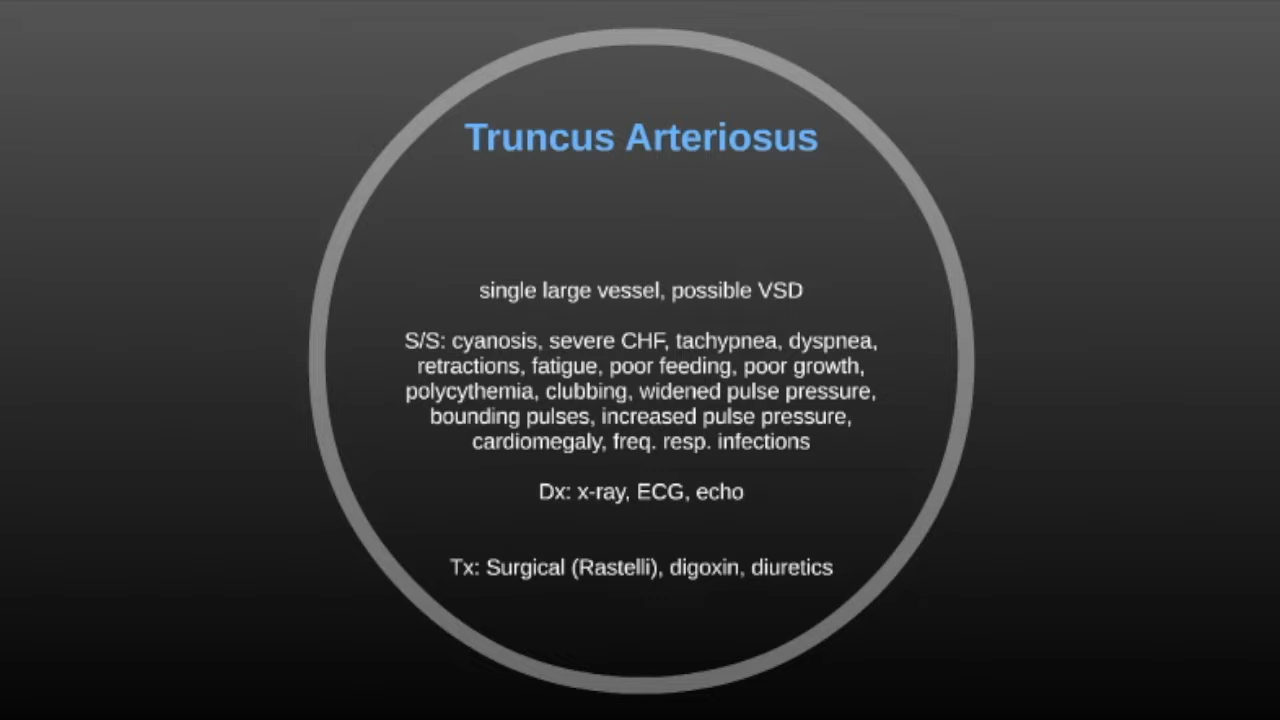 Truncus Arteriosus
single large vessel, possible VSD
S/S: cyanosis, severe CHF, tachypnea, dyspnea,
retractions, fatigue, poor feeding, poor growth,
polycythemia, clubbing, widened pulse pressure,
bounding pulses, increased pulse pressure,
cardiomegaly, freq. resp. infections
Dx: x-ray, ECG, echo
Tx: Surgical (Rastelli), digoxin, diuretics